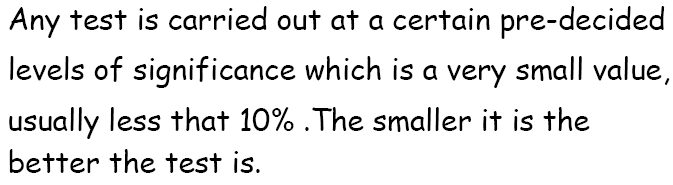 Any test is carried out at a certain pre-decided
levels of significance which is a very small value,
usually less that 10% .The smaller it is the
better the test is.